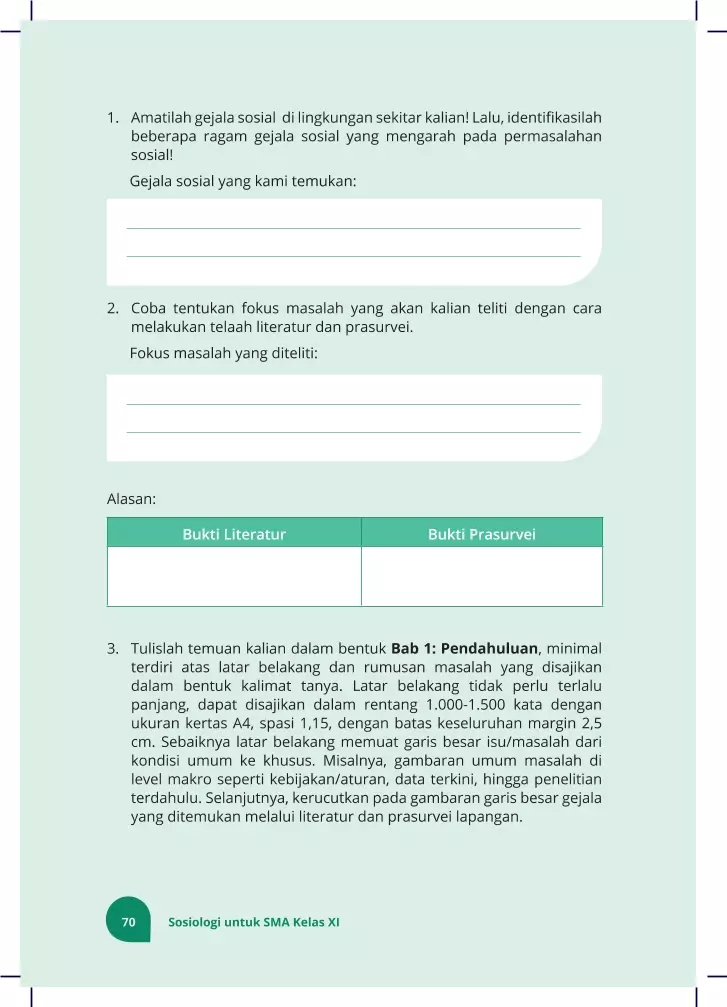 1. Amatilah gejala sosial di lingkungan sekitar kalian! Lalu, identifikasilah
beberapa ragam gejala sosial yang mengarah pada permasalahan
sosial!
Gejala sosial yang kami temukan:
2. Coba tentukan fokus masalah yang akan kalian teliti dengan cara
melakukan telaah literatur dan prasurvei.
Fokus masalah yang diteliti:
Alasan:
Bukti Literatur
Bukti Prasurvei
3. Tulislah temuan kalian dalam bentuk Bab 1: Pendahuluan, minimal
terdiri atas latar belakang dan rumusan masalah yang disajikan
dalam bentuk kalimat tanya. Latar belakang tidak perlu terlalu
panjang, dapat disajikan dalam rentang 1.000-1.500 kata dengan
ukuran kertas A4, spasi 1,15, dengan batas keseluruhan margin 2,5
cm. Sebaiknya latar belakang memuat garis besar isu/masalah dari
kondisi umum ke khusus. Misalnya, gambaran umum masalah di
level makro seperti kebijakan/aturan, data terkini, hingga penelitian
terdahulu. Selanjutnya, kerucutkan pada gambaran garis besar gejala
yang ditemukan melalui literatur dan prasurvei lapangan.
70 Sosiologi untuk SMA Kelas XI